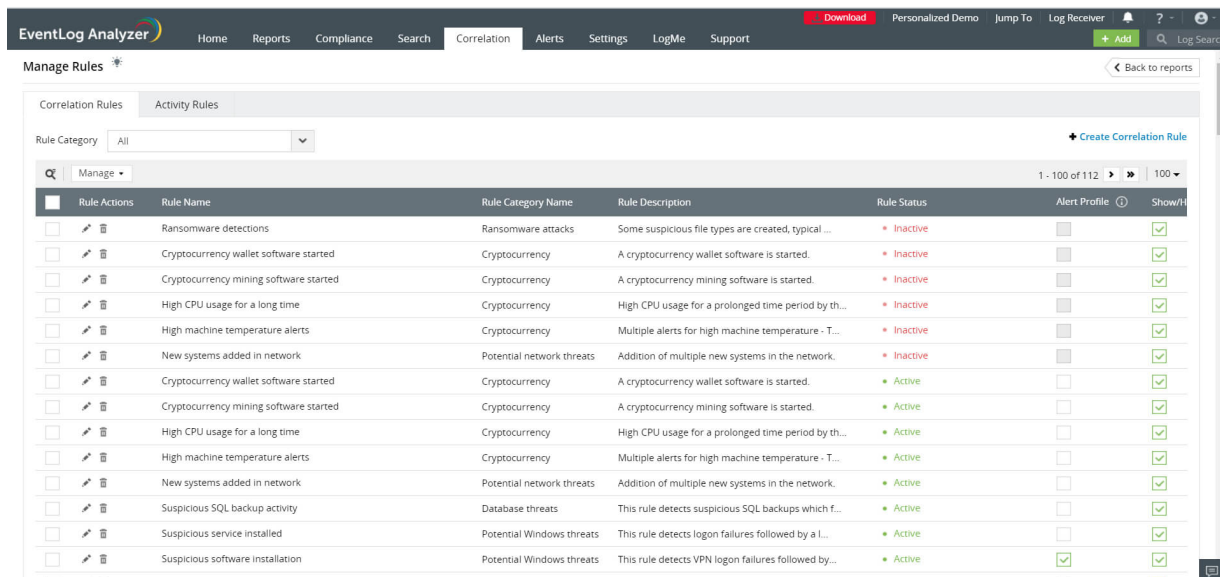 Download Personalized Demo Jump To Log Receiver ?
EventLog Analyzer Home Reports Compliance Search Correlation Alerts Settings LogMe Support + Add Log Searc
Manage Rules Back to reports
Correlation Rules Activity Rules
Rule Category All + Create Correlation Rule
Manage 1 - 100 of 112 100
Rule Actions Rule Name Rule Category Name Rule Description Rule Status Alert Profile Show/H
Ransomware detections Ransomware attacks Some suspicious file types are created, typical ... Inactive
Cryptocurrency wallet software started Cryptocurrency A cryptocurrency wallet software is started. Inactive
Cryptocurrency mining software started Cryptocurrency A cryptocurrency mining software is started. Inactive
High CPU usage for a long time Cryptocurrency High CPU usage for a prolonged time period by th... Inactive
High machine temperature alerts Cryptocurrency Multiple alerts for high machine temperature - T... Inactive
New systems added in network Potential network threats Addition of multiple new systems in the network. Inactive
Cryptocurrency wallet software started Cryptocurrency A cryptocurrency wallet software is started. Active
Cryptocurrency mining software started Cryptocurrency A cryptocurrency mining software is started. Active
High CPU usage for a long time Cryptocurrency High CPU usage for a prolonged time period by th... Active
High machine temperature alerts Cryptocurrency Multiple alerts for high machine temperature - T... Active
New systems added in network Potential network threats Addition of multiple new systems in the network. Active
Suspicious SQL backup activity Database threats This rule detects suspicious SQL backups which f... Active
Suspicious service installed Potential Windows threats This rule detects logon failures followed by a l... Active
Suspicious software installation Potential Windows threats This rule detects VPN logon failures followed by... Active